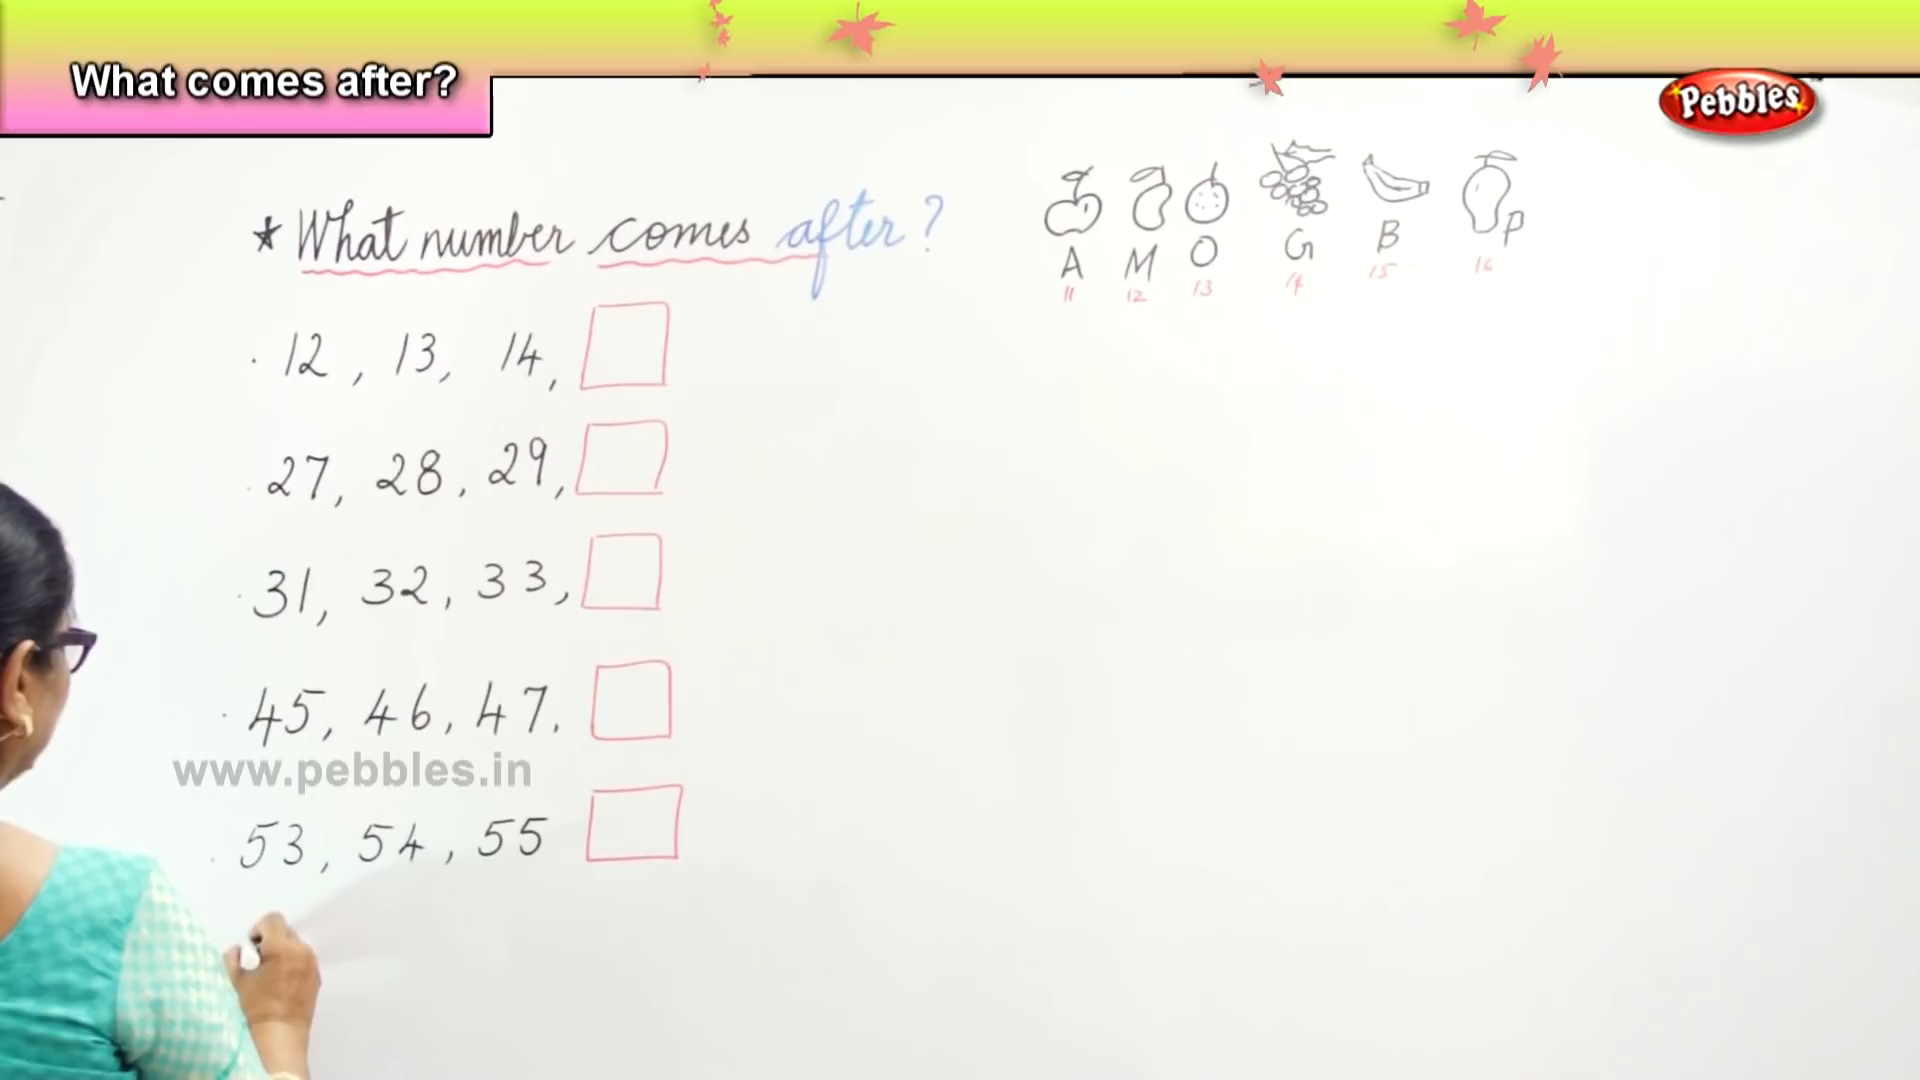 What comes after?
Pebbles
* What number comes after?
A M O G B P
11 12 13 14 15 16
12, 13, 14,
27, 28, 29,
31, 32, 33,
45, 46, 47.
53, 54, 55
www.pebbles.in